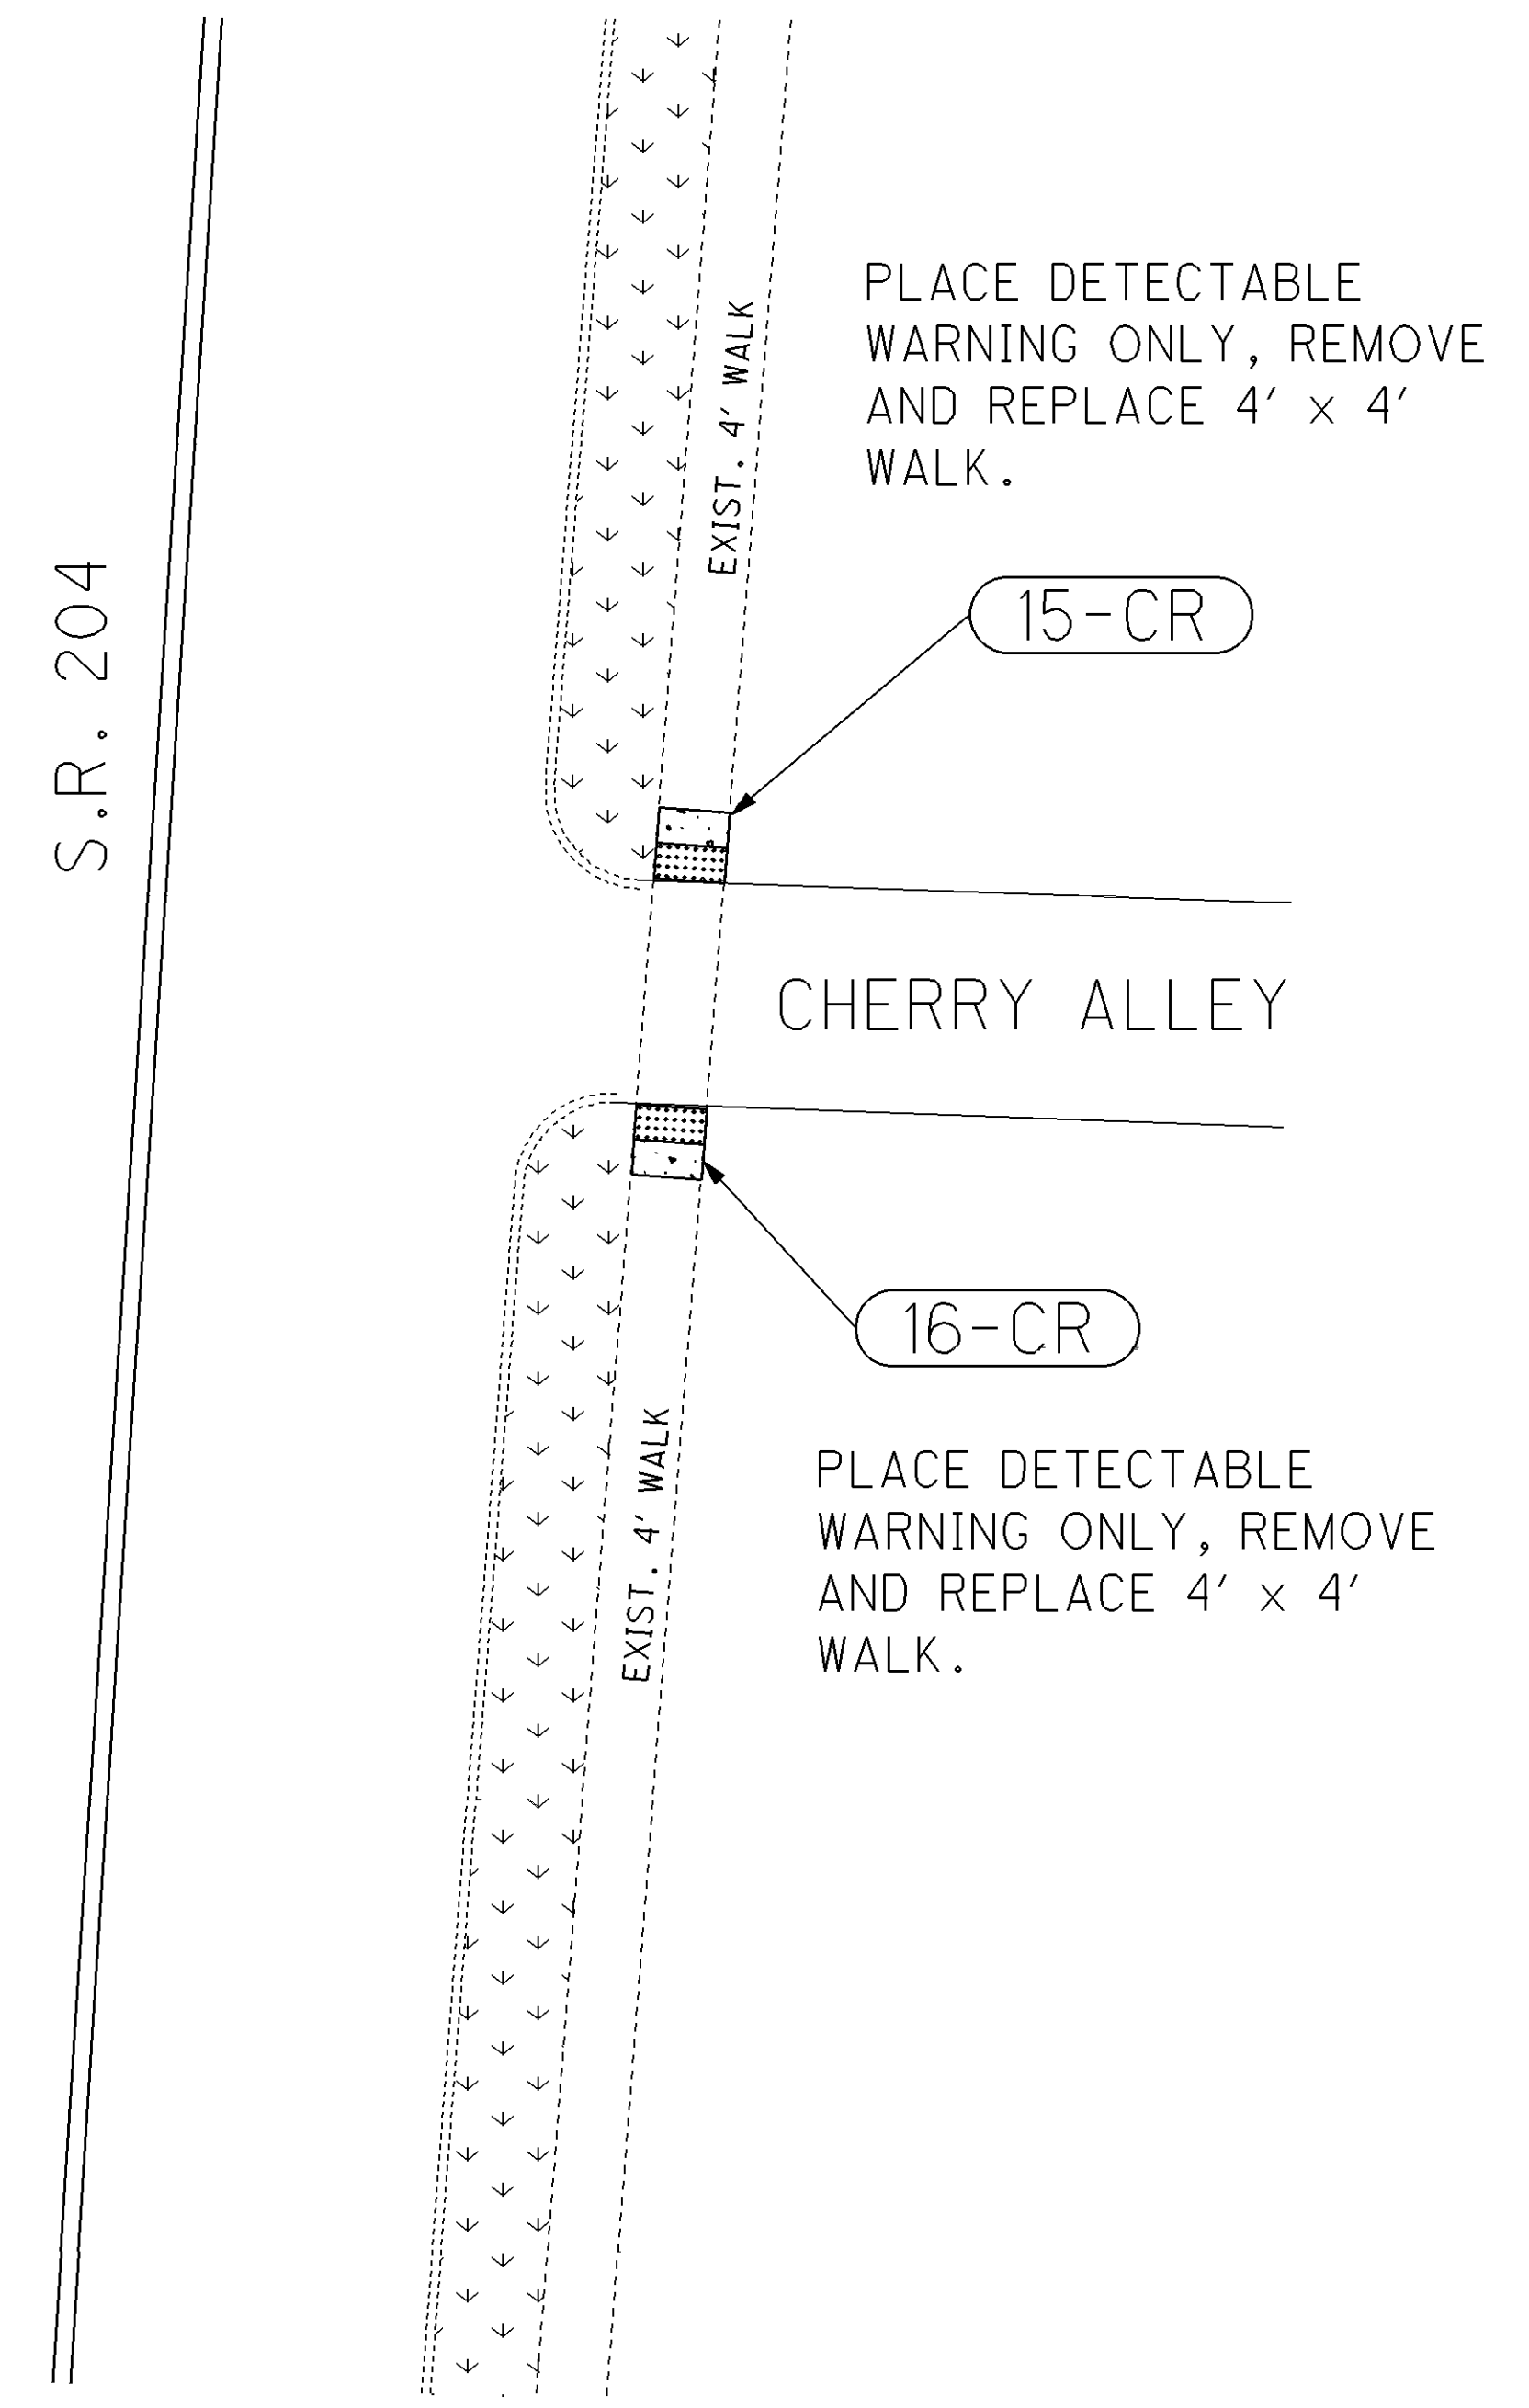 PLACE DETECTABLE
WARNING ONLY, REMOVE
AND REPLACE 4' x 4'
WALK.
EXIST. 4' WALK
S.R. 204
15-CR
CHERRY ALLEY
16-CR
EXIST. 4' WALK
PLACE DETECTABLE
WARNING ONLY, REMOVE
AND REPLACE 4' x 4'
WALK.